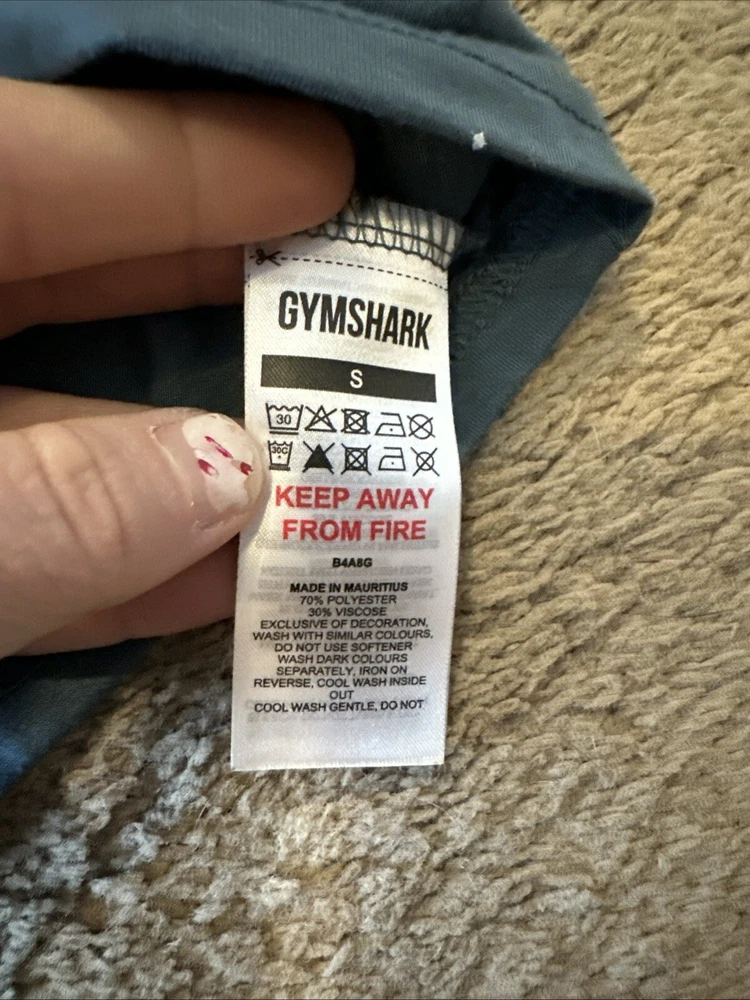 GYMSHARK
S
30
30C
KEEP AWAY
FROM FIRE
B4A8G
MADE IN MAURITIUS
70% POLYESTER
30% VISCOSE
EXCLUSIVE OF DECORATION,
WASH WITH SIMILAR COLOURS,
DO NOT USE SOFTENER
WASH DARK COLOURS
SEPARATELY, IRON ON
REVERSE, COOL WASH INSIDE
OUT
COOL WASH GENTLE, DO NOT